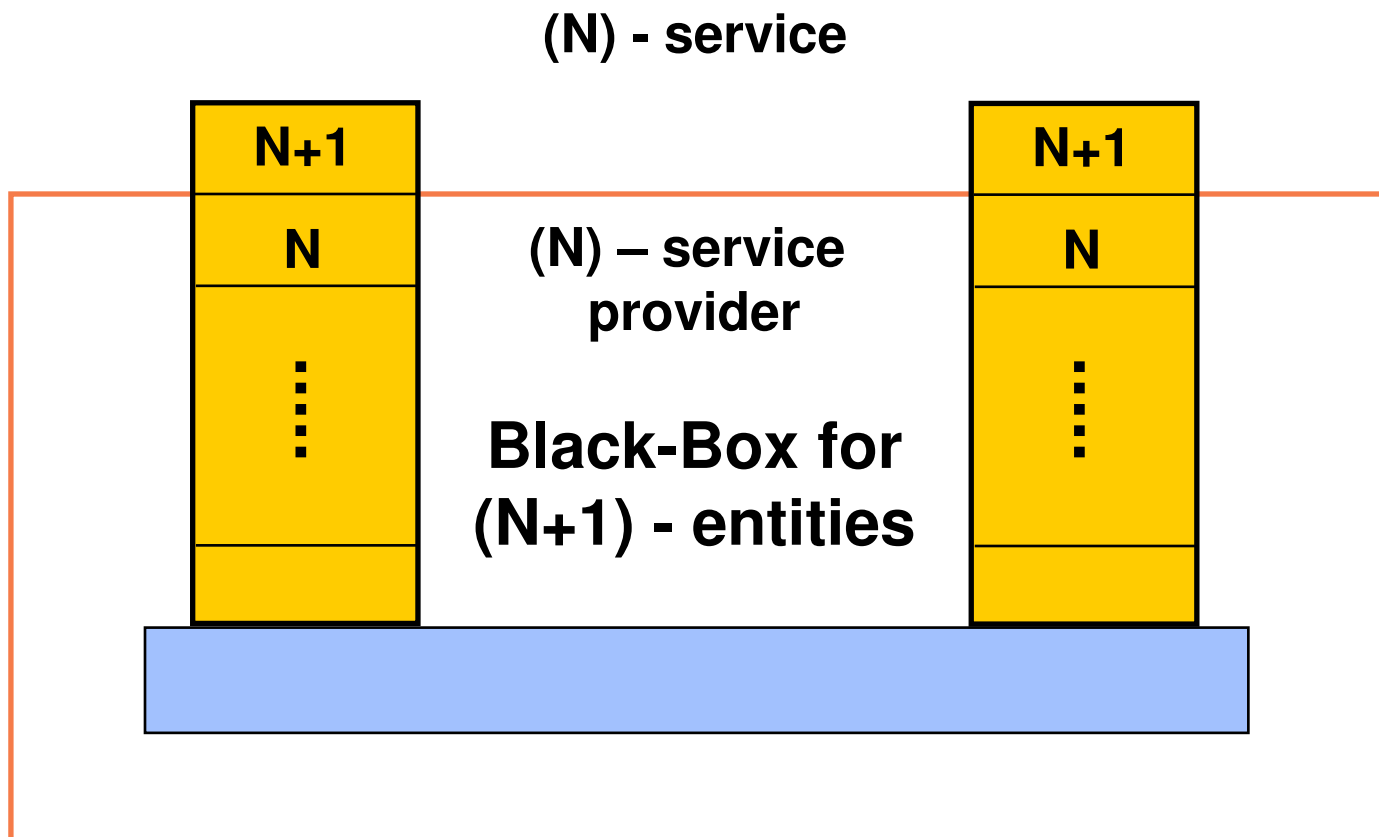 (N) - service
N+1
N+1
N
(N) – service
provider
N
Black-Box for
(N+1) - entities